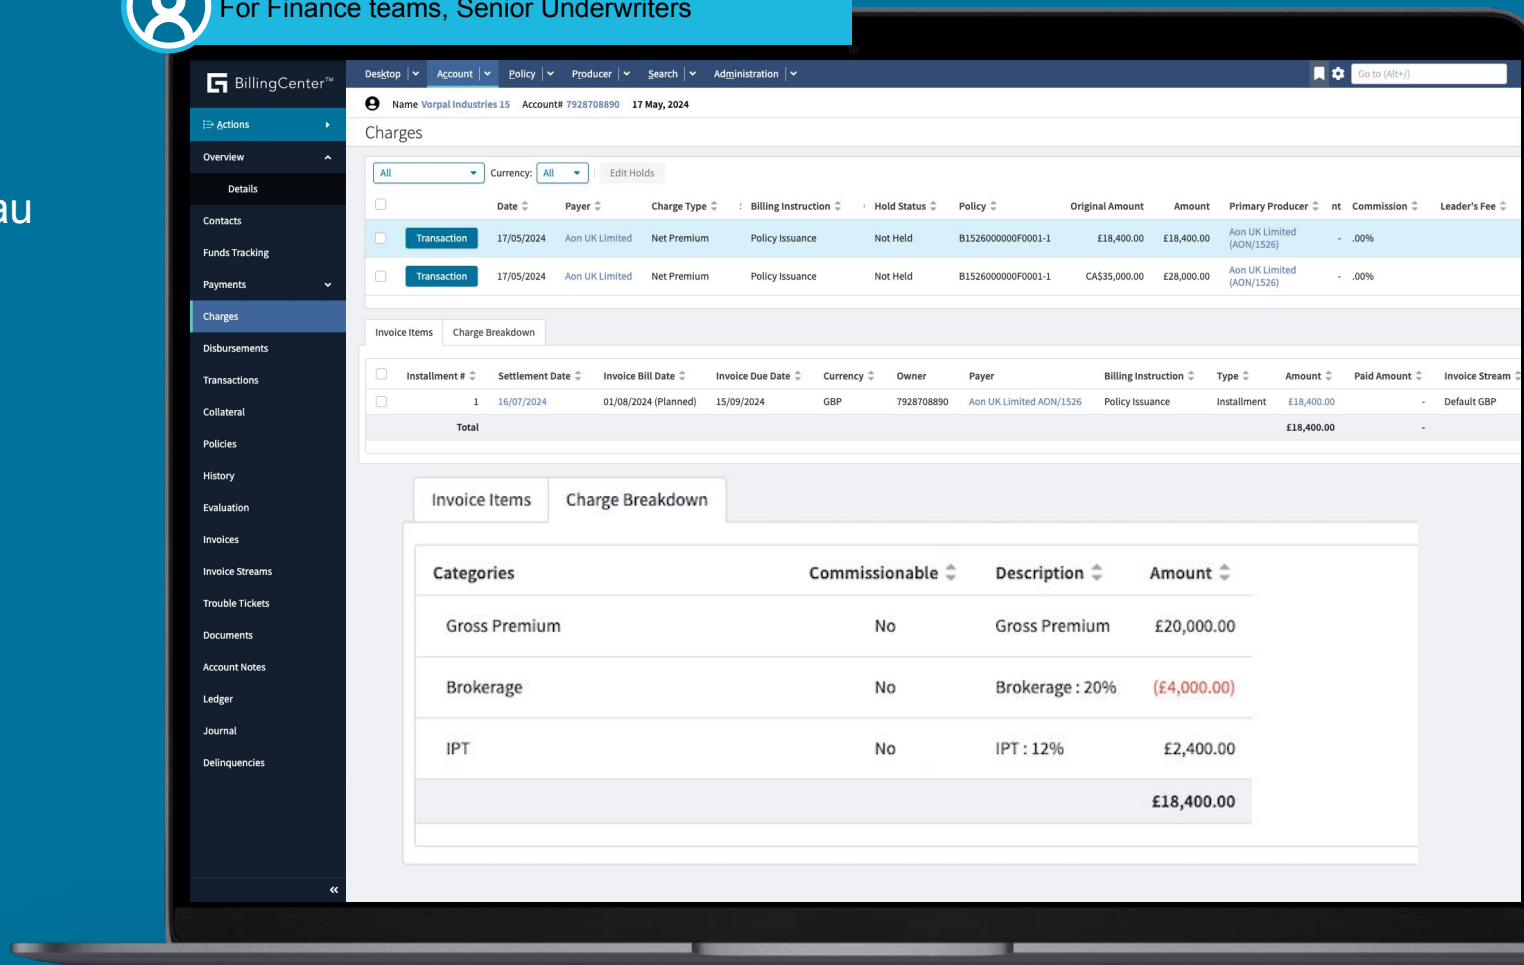 For Finance teams, Senior Underwriters
au
BillingCenter™
Desktop Account Policy Producer Search Administration Go to (Alt+/)
Name Vorpal Industries 15 Account# 7928708890 17 May, 2024
Actions
Overview
Details
Contacts
Funds Tracking
Payments
Charges
Disbursements
Transactions
Collateral
Policies
History
Evaluation
Invoices
Invoice Streams
Trouble Tickets
Documents
Account Notes
Ledger
Journal
Delinquencies
«
Charges
All Currency: All Edit Holds
Date Payer Charge Type : Billing Instruction Hold Status Policy Original Amount Amount Primary Producer nt Commission Leader's Fee
Transaction 17/05/2024 Aon UK Limited Net Premium Policy Issuance Not Held B1526000000F0001-1 £18,400.00 £18,400.00 Aon UK Limited (AON/1526) - .00%
Transaction 17/05/2024 Aon UK Limited Net Premium Policy Issuance Not Held B1526000000F0001-1 CA$35,000.00 £28,000.00 Aon UK Limited (AON/1526) - .00%
Invoice Items Charge Breakdown
Installment # Settlement Date Invoice Bill Date Invoice Due Date Currency Owner Payer Billing Instruction Type Amount Paid Amount Invoice Stream
1 16/07/2024 01/08/2024 (Planned) 15/09/2024 GBP 7928708890 Aon UK Limited AON/1526 Policy Issuance Installment £18,400.00 - Default GBP
Total £18,400.00 -
Invoice Items Charge Breakdown
Categories Commissionable Description Amount
Gross Premium No Gross Premium £20,000.00
Brokerage No Brokerage : 20% (£4,000.00)
IPT No IPT : 12% £2,400.00
£18,400.00